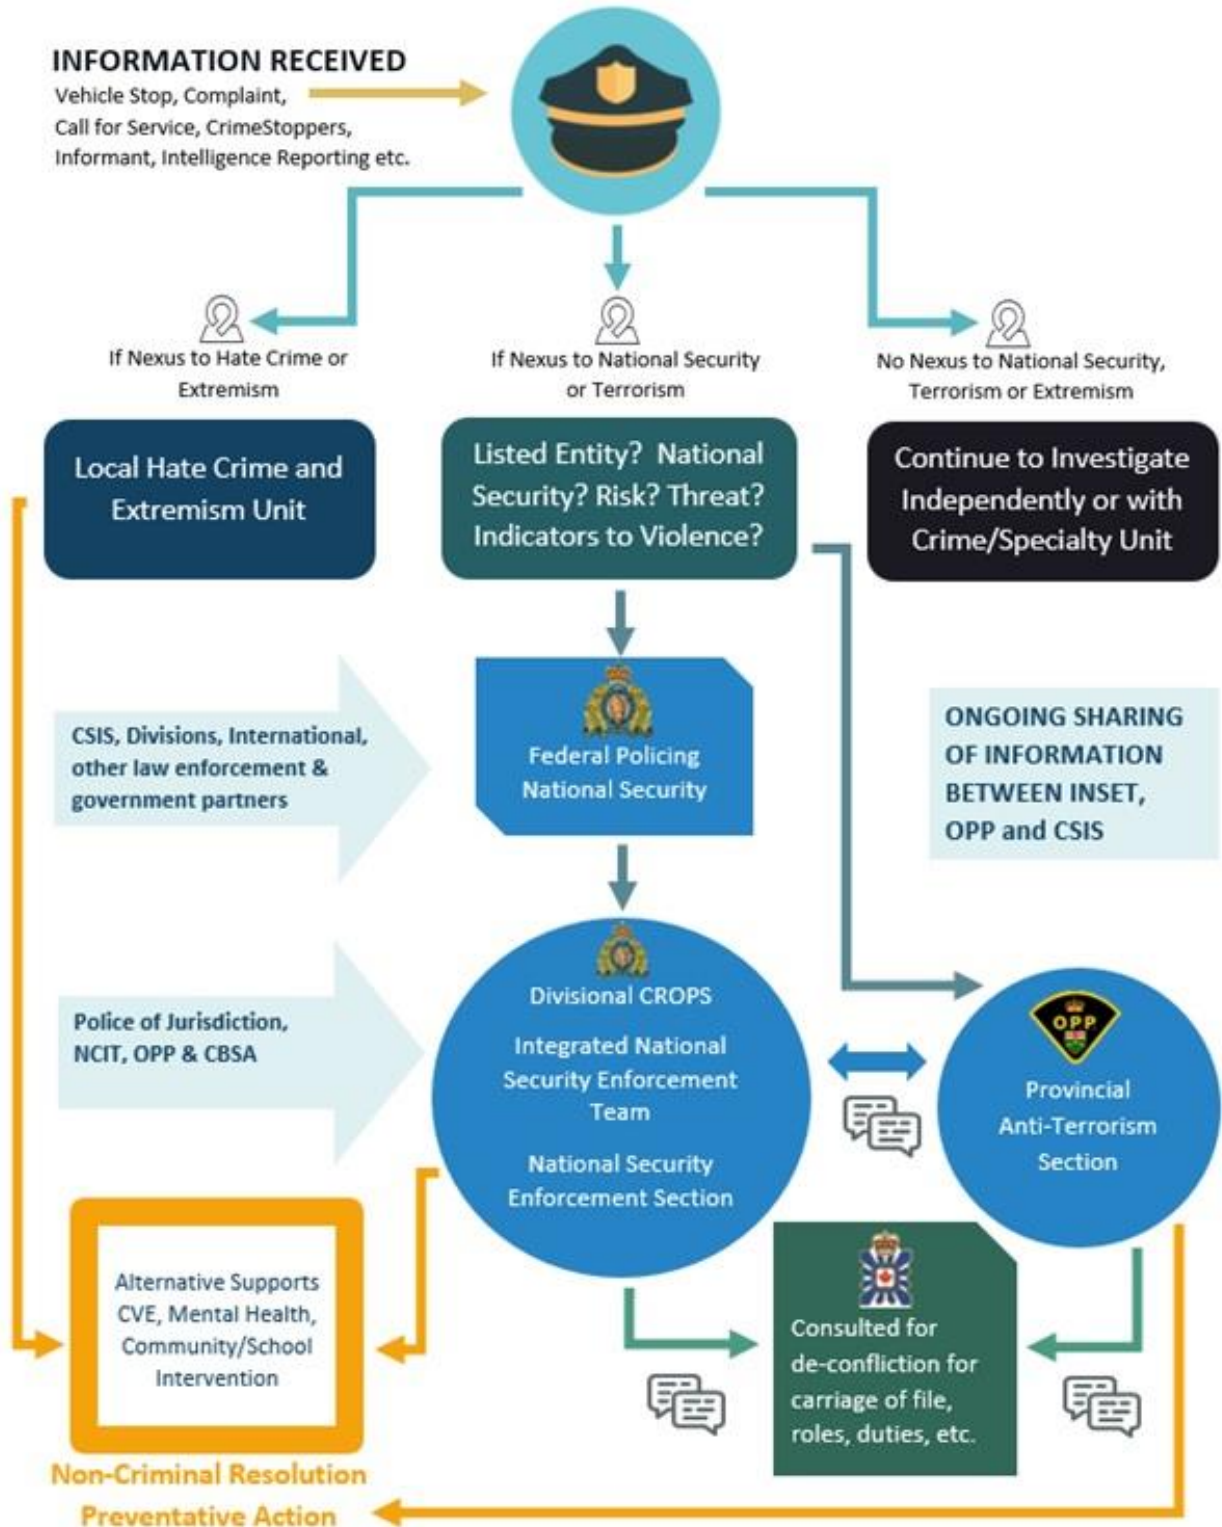 INFORMATION RECEIVED
Vehicle Stop, Complaint,
Call for Service, CrimeStoppers,
Informant, Intelligence Reporting etc.
If Nexus to Hate Crime or
Extremism
If Nexus to National Security
or Terrorism
No Nexus to National Security,
Terrorism or Extremism
Local Hate Crime and
Extremism Unit
Listed Entity? National
Security? Risk? Threat?
Indicators to Violence?
Continue to Investigate
Independently or with
Crime/Specialty Unit
CSIS, Divisions, International,
other law enforcement &
government partners
Federal Policing
National Security
ONGOING SHARING
OF INFORMATION
BETWEEN INSET,
OPP and CSIS
Police of Jurisdiction,
NCIT, OPP & CBSA
Divisional CROPS
Integrated National
Security Enforcement
Team
National Security
Enforcement Section
OPP
Provincial
Anti-Terrorism
Section
Alternative Supports
CVE, Mental Health,
Community/School
Intervention
Consulted for
de-confliction for
carriage of file,
roles, duties, etc.
Non-Criminal Resolution
Preventative Action